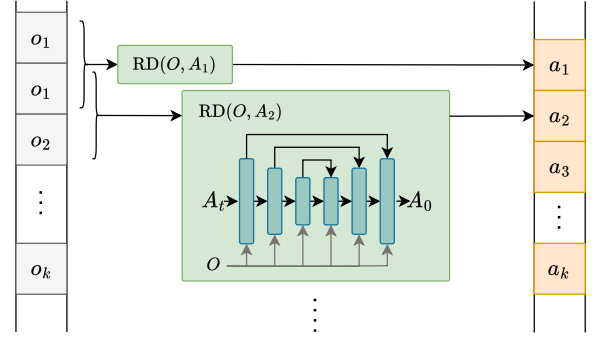 o₁
o₁
o₂
⋮
oₖ
RD(O, A₁)
RD(O, A₂)
Aₜ
A₀
O
⋮
a₁
a₂
a₃
⋮
aₖ